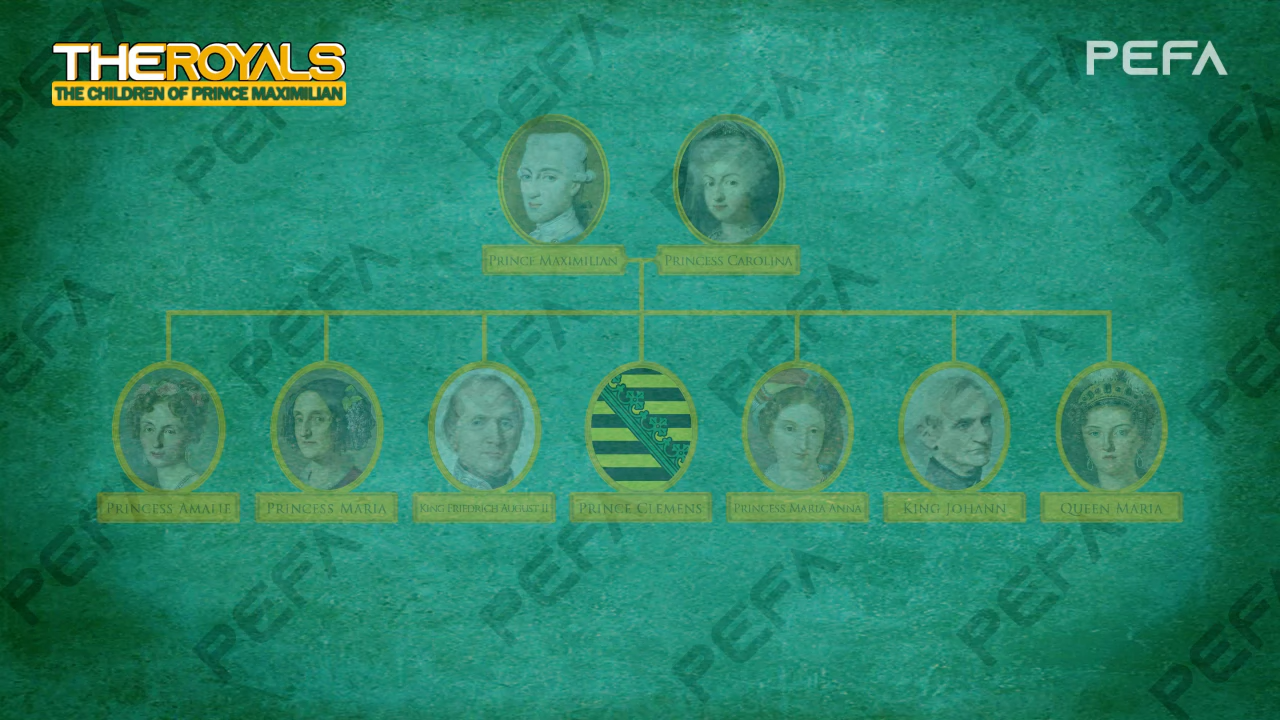 THEROYALS
THE CHILDREN OF PRINCE MAXIMILIAN
PEFA
PRINCE MAXIMILIAN
PRINCESS CAROLINA
PRINCESS AMALIE
PRINCESS MARIA
KING FRIEDRICH AUGUST II
PRINCE CLEMENS
PRINCESS MARIA ANNA
KING JOHANN
QUEEN MARIA